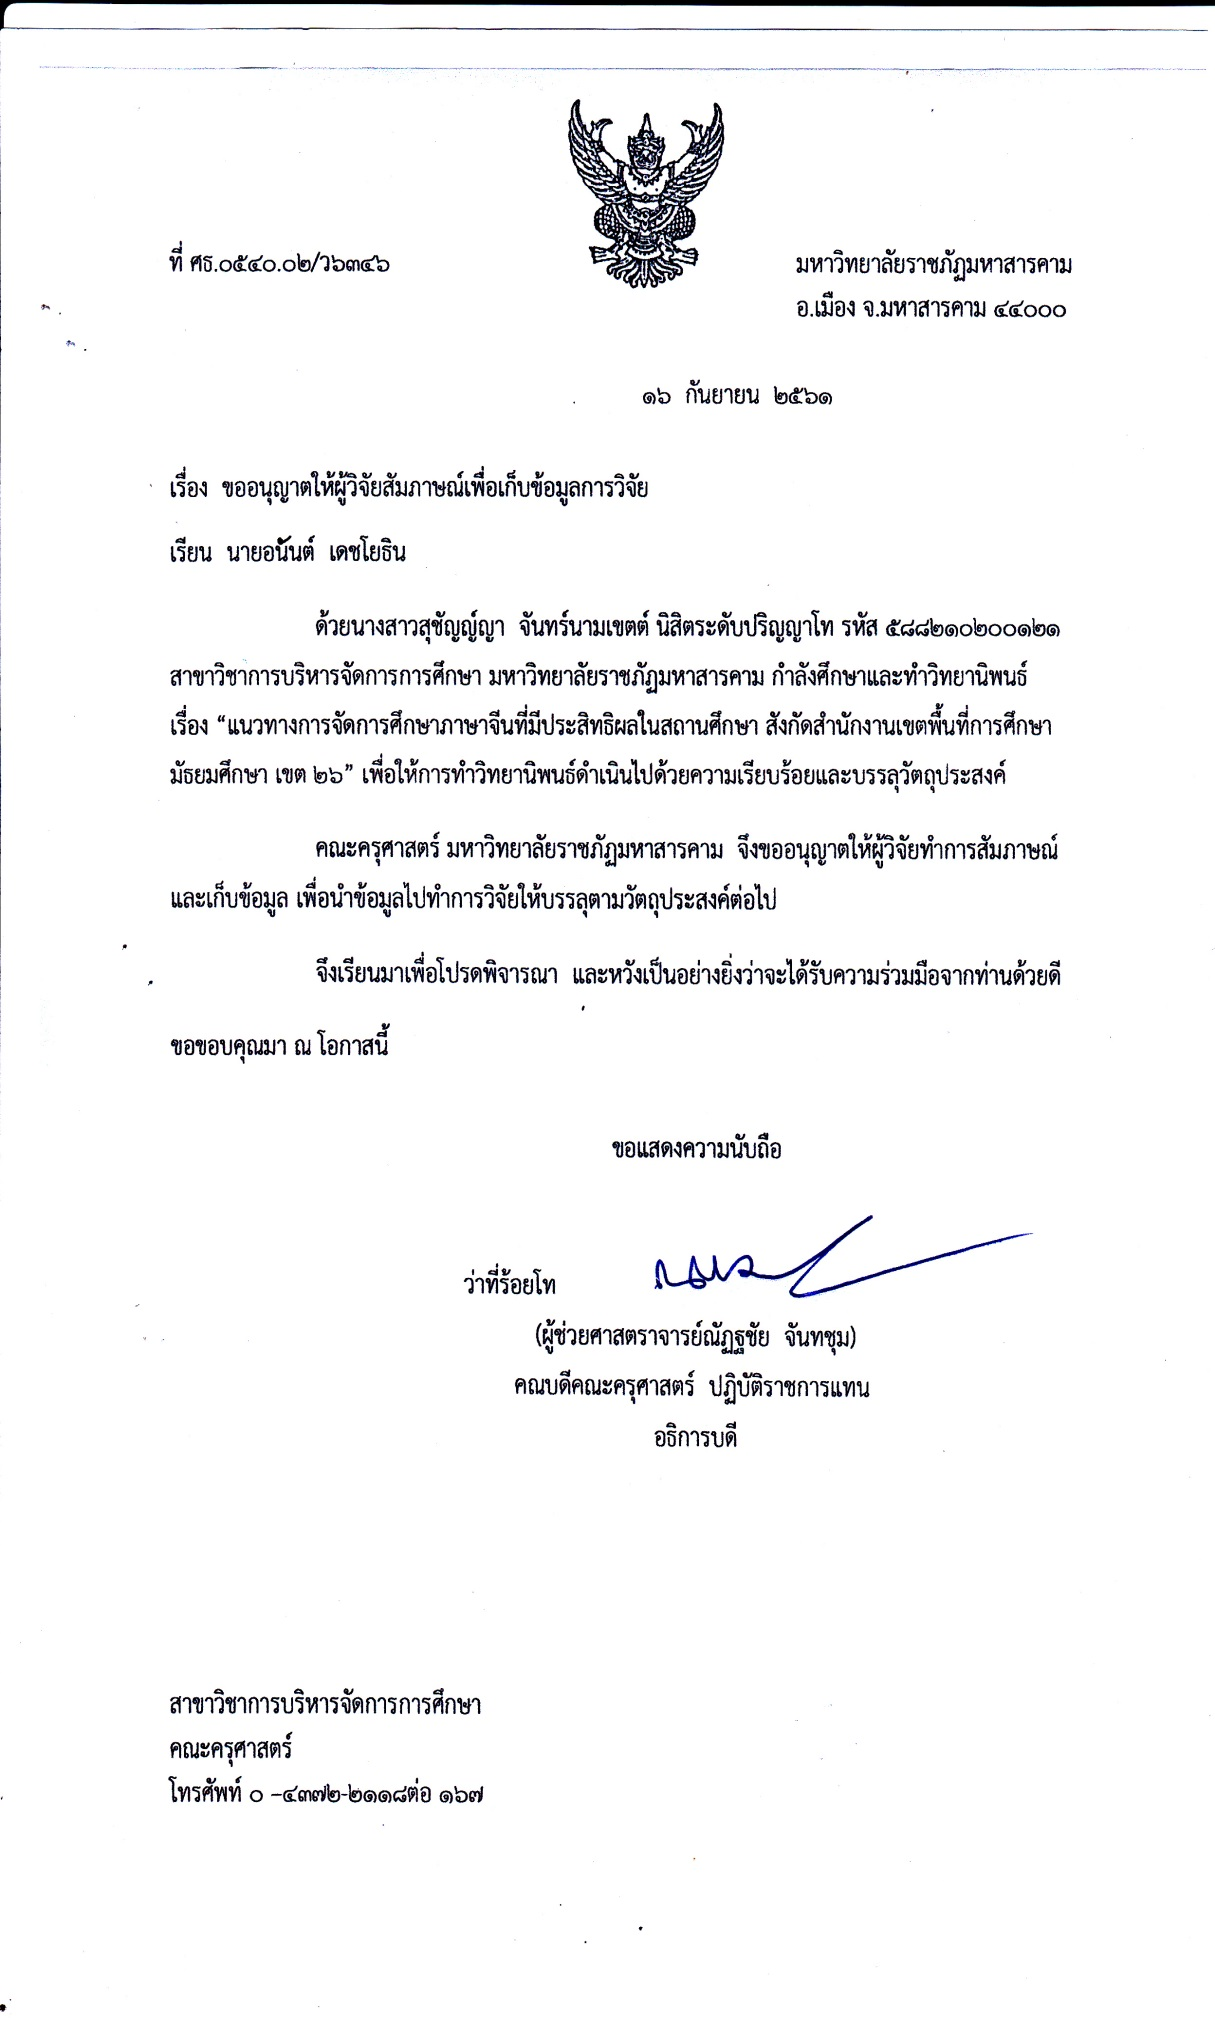 ที่ ศธ.๐๕๔๐.๐๒/ว๖๓๔๖
มหาวิทยาลัยราชภัฏมหาสารคาม
อ.เมือง จ.มหาสารคาม ๔๔๐๐๐
๑๖ กันยายน ๒๕๖๑
เรื่อง ขออนุญาตให้ผู้วิจัยสัมภาษณ์เพื่อเก็บข้อมูลการวิจัย
เรียน นายอนันต์ เดชโยธิน
ด้วยนางสาวสุชัญญ์ญา จันทร์นามเขตต์ นิสิตระดับปริญญาโท รหัส ๕๘๘๒๑๐๒๐๐๑๒๑
สาขาวิชาการบริหารจัดการการศึกษา มหาวิทยาลัยราชภัฏมหาสารคาม กำลังศึกษาและทำวิทยานิพนธ์
เรื่อง “แนวทางการจัดการศึกษาภาษาจีนที่มีประสิทธิผลในสถานศึกษา สังกัดสำนักงานเขตพื้นที่การศึกษา
มัธยมศึกษา เขต ๒๖” เพื่อให้การทำวิทยานิพนธ์ดำเนินไปด้วยความเรียบร้อยและบรรลุวัตถุประสงค์
คณะครุศาสตร์ มหาวิทยาลัยราชภัฏมหาสารคาม จึงขออนุญาตให้ผู้วิจัยทำการสัมภาษณ์
และเก็บข้อมูล เพื่อนำข้อมูลไปทำการวิจัยให้บรรลุตามวัตถุประสงค์ต่อไป
จึงเรียนมาเพื่อโปรดพิจารณา และหวังเป็นอย่างยิ่งว่าจะได้รับความร่วมมือจากท่านด้วยดี
ขอขอบคุณมา ณ โอกาสนี้
ขอแสดงความนับถือ
ว่าที่ร้อยโท
(ผู้ช่วยศาสตราจารย์ณัฏฐชัย จันทชุม)
คณบดีคณะครุศาสตร์ ปฏิบัติราชการแทน
อธิการบดี
สาขาวิชาการบริหารจัดการการศึกษา
คณะครุศาสตร์
โทรศัพท์ ๐ –๔๓๗๒-๒๑๑๘ต่อ ๑๖๗